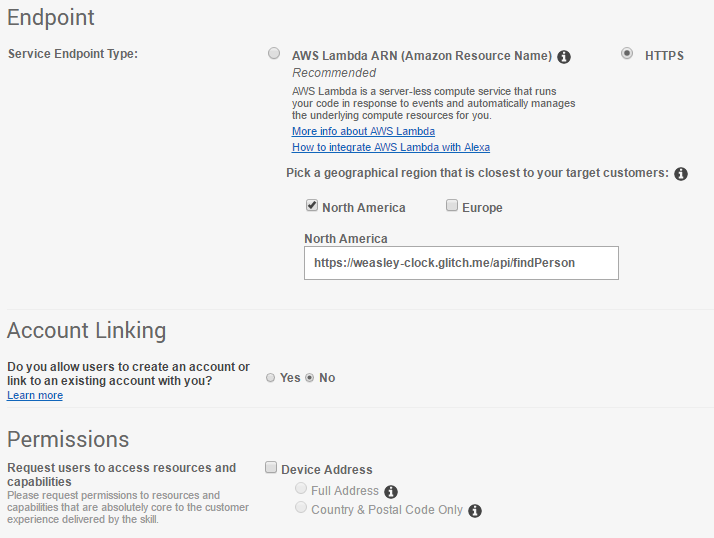 Endpoint
Service Endpoint Type:
AWS Lambda ARN (Amazon Resource Name)
HTTPS
Recommended
AWS Lambda is a server-less compute service that runs
your code in response to events and automatically manages
the underlying compute resources for you.
More info about AWS Lambda
How to integrate AWS Lambda with Alexa
Pick a geographical region that is closest to your target customers:
North America
Europe
North America
https://weasley-clock.glitch.me/api/findPerson
Account Linking
Do you allow users to create an account or
link to an existing account with you?
Yes
No
Learn more
Permissions
Request users to access resources and
capabilities
Please request permissions to resources and
capabilities that are absolutely core to the customer
experience delivered by the skill.
Device Address
Full Address
Country & Postal Code Only